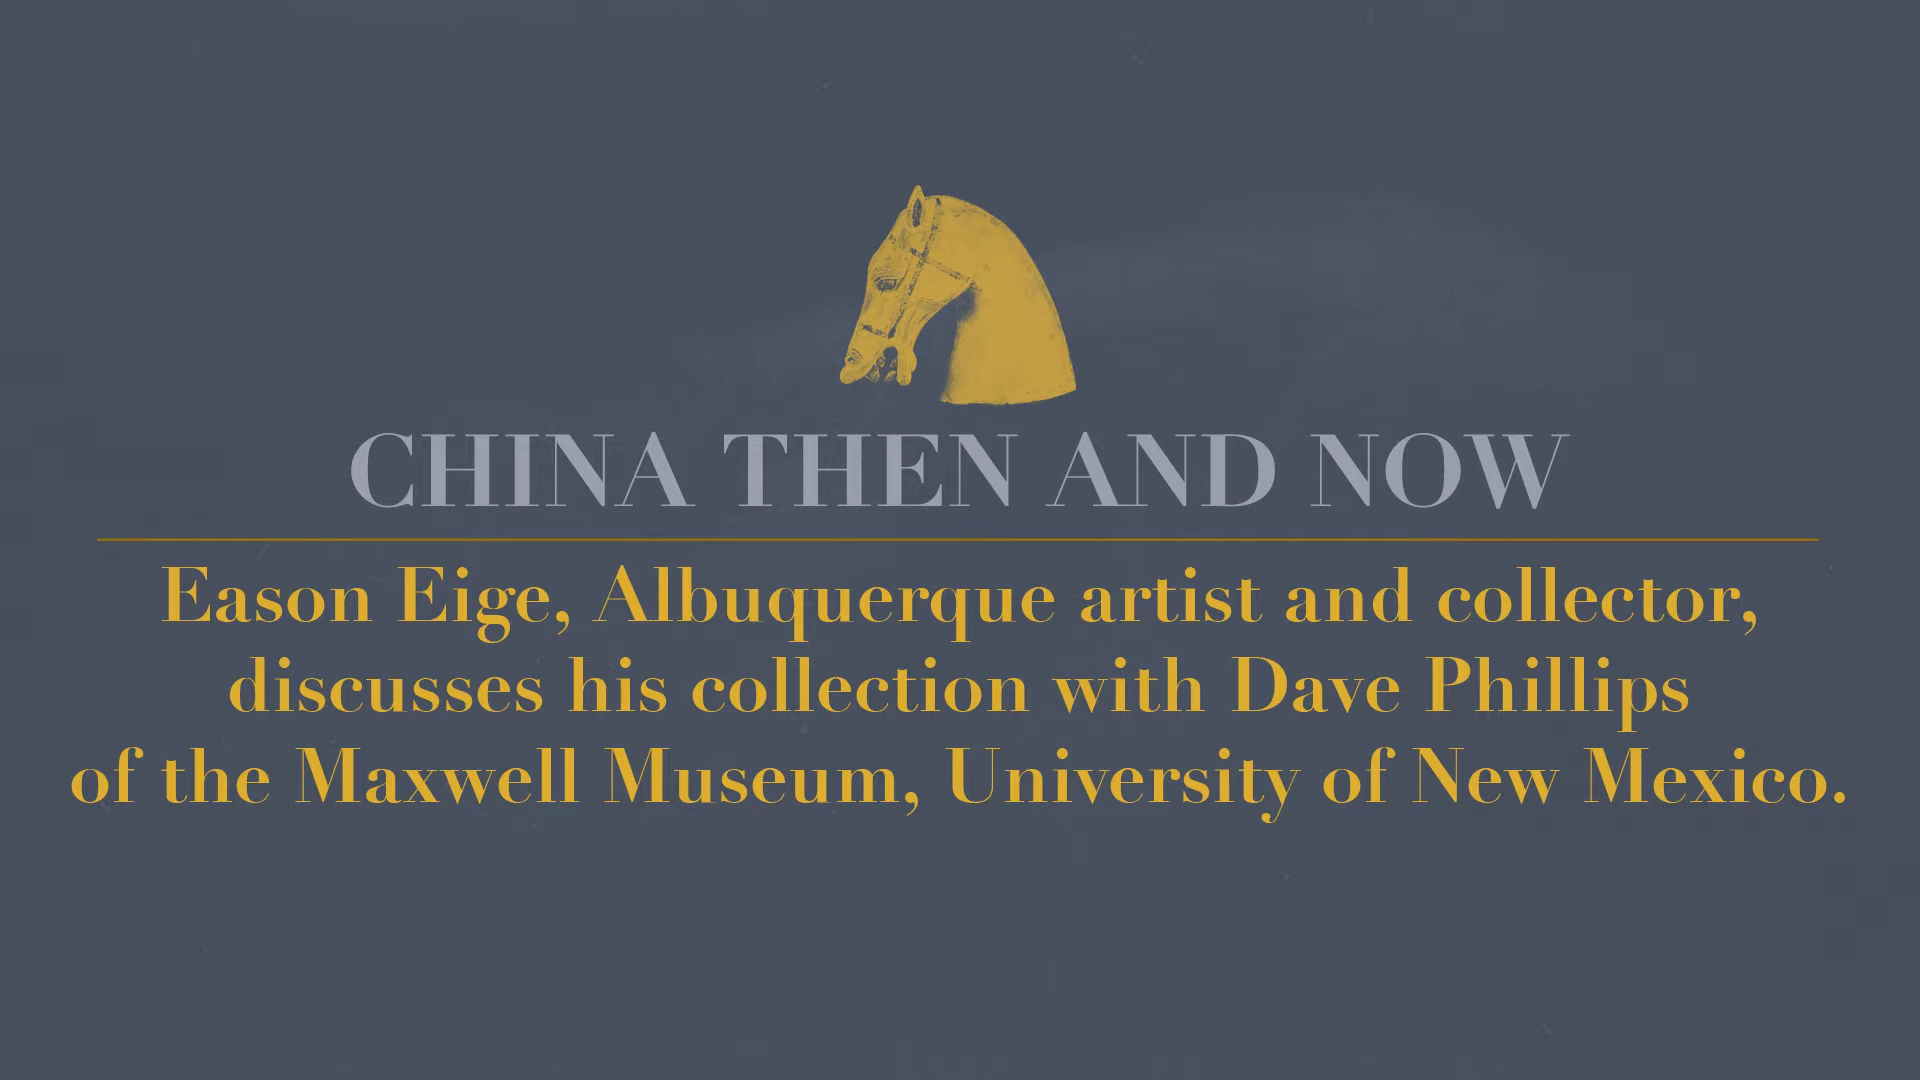 CHINA THEN AND NOW
Eason Eige, Albuquerque artist and collector,
discusses his collection with Dave Phillips
of the Maxwell Museum, University of New Mexico.